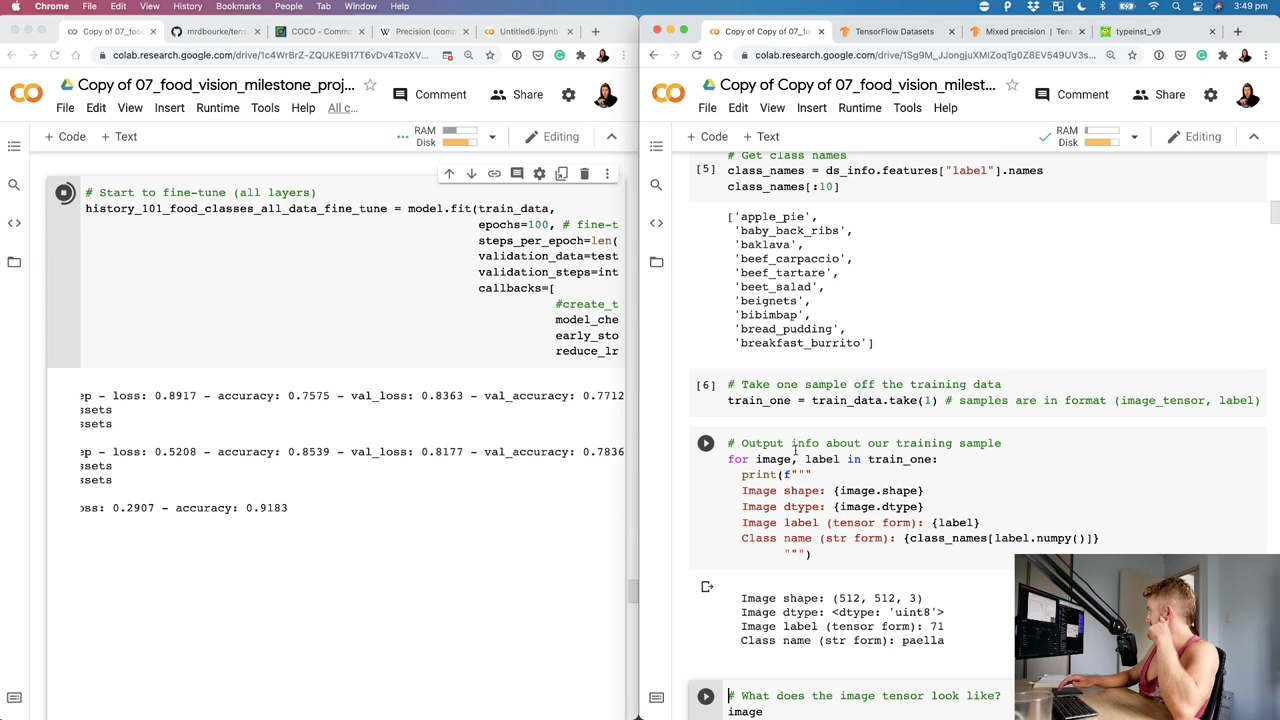 Chrome File Edit View History Bookmarks People Tab Window Help
3:49 pm
Copy of 07_foo
mrdbourke/tens
COCO - Commo
Precision (comp
Untitled6.ipynb
colab.research.google.com/drive/1c4WrBrZ-ZQUKE9I17T6vDv4TzoXV...
Copy of 07_food_vision_milestone_proj...
Comment
Share
File Edit View Insert Runtime Tools Help All c...
+ Code + Text
RAM
Disk
Editing
# Start to fine-tune (all layers)
history_101_food_classes_all_data_fine_tune = model.fit(train_data,
epochs=100, # fine-t
steps_per_epoch=len(
validation_data=test
validation_steps=int
callbacks=[
#create_t
model_che
early_sto
reduce_lr
ep - loss: 0.8917 - accuracy: 0.7575 - val_loss: 0.8363 - val_accuracy: 0.7712
ssets
ssets
ep - loss: 0.5208 - accuracy: 0.8539 - val_loss: 0.8177 - val_accuracy: 0.7836
ssets
ssets
oss: 0.2907 - accuracy: 0.9183
Copy of Copy of 07_food
TensorFlow Datasets
Mixed precision | Tens
typeinst_v9
colab.research.google.com/drive/1Sg9M_JJongjuXMIZoqTg0Z8EV649UV3s...
Copy of Copy of 07_food_vision_milest...
Comment
Share
File Edit View Insert Runtime Tools Help
+ Code + Text
RAM
Disk
Editing
# Get class names
[5] class_names = ds_info.features["label"].names
class_names[:10]
['apple_pie',
'baby_back_ribs',
'baklava',
'beef_carpaccio',
'beef_tartare',
'beet_salad',
'beignets',
'bibimbap',
'bread_pudding',
'breakfast_burrito']
[6] # Take one sample off the training data
train_one = train_data.take(1) # samples are in format (image_tensor, label)
# Output info about our training sample
for image, label in train_one:
print(f"""
Image shape: {image.shape}
Image dtype: {image.dtype}
Image label (tensor form): {label}
Class name (str form): {class_names[label.numpy()]}
""")
Image shape: (512, 512, 3)
Image dtype: <dtype: 'uint8'>
Image label (tensor form): 71
Class name (str form): paella
# What does the image tensor look like?
image